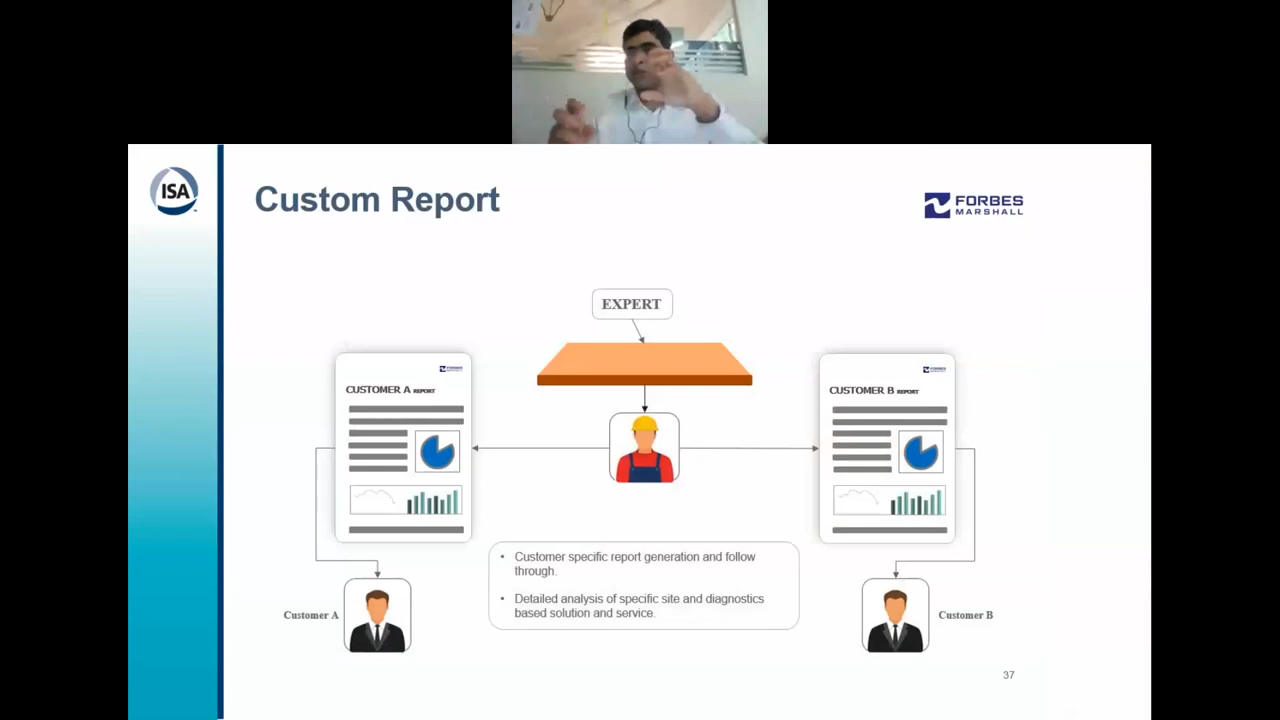 ISA
Custom Report
FORBES
MARSHALL
EXPERT
CUSTOMER A REPORT
CUSTOMER B REPORT
• Customer specific report generation and follow
through.
• Detailed analysis of specific site and diagnostics
based solution and service.
Customer A
Customer B
37